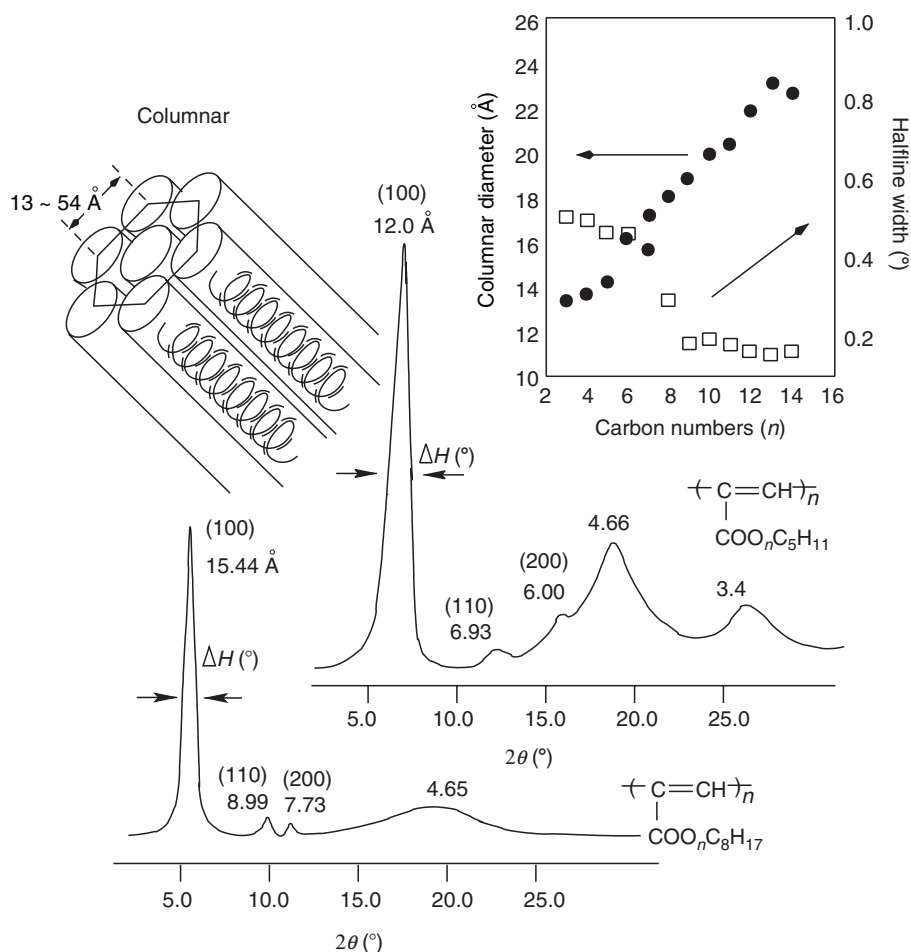 Columnar
13 ~ 54 Å
26
24
22
20
18
16
14
12
10
Columnar diameter (Å)
1.0
0.8
0.6
0.4
0.2
Halfline width (°)
2 4 6 8 10 12 14 16
Carbon numbers (n)
(100)
12.0 Å
ΔH (°)
(110)
6.93
(200)
6.00
4.66
3.4
(C=CH)n
COOnC5H11
5.0 10.0 15.0 20.0 25.0
2θ (°)
(100)
15.44 Å
ΔH (°)
(110)
8.99
(200)
7.73
4.65
(C=CH)n
COOnC8H17
5.0 10.0 15.0 20.0 25.0
2θ (°)